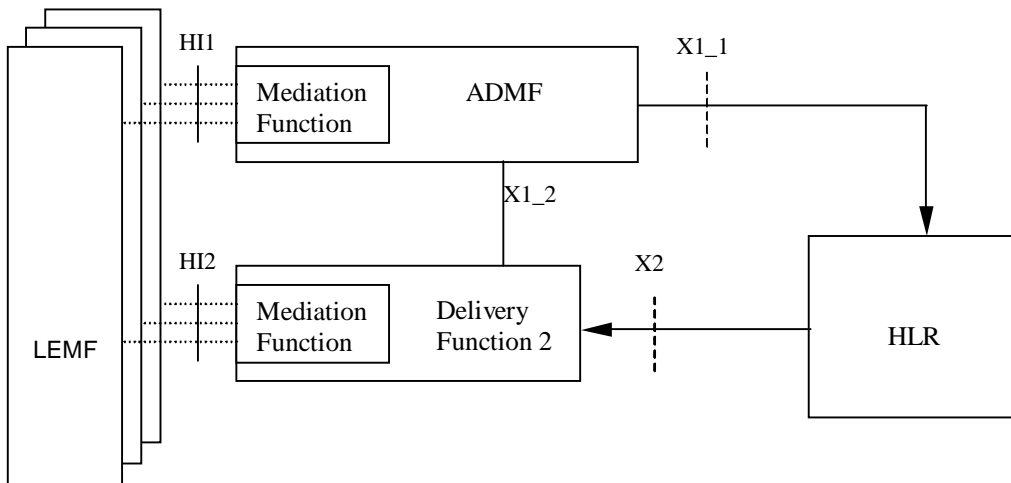 HI1
X1_1
Mediation
Function
ADMF
X1_2
HI2
X2
Mediation
Function
Delivery
Function 2
LEMF
HLR